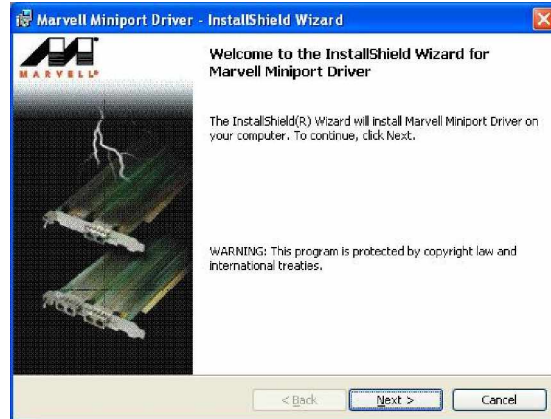 Marvell Miniport Driver - InstallShield Wizard
MARVELL®
Welcome to the InstallShield Wizard for
Marvell Miniport Driver
The InstallShield(R) Wizard will install Marvell Miniport Driver on
your computer. To continue, click Next.
WARNING: This program is protected by copyright law and
international treaties.
< Back
Next >
Cancel